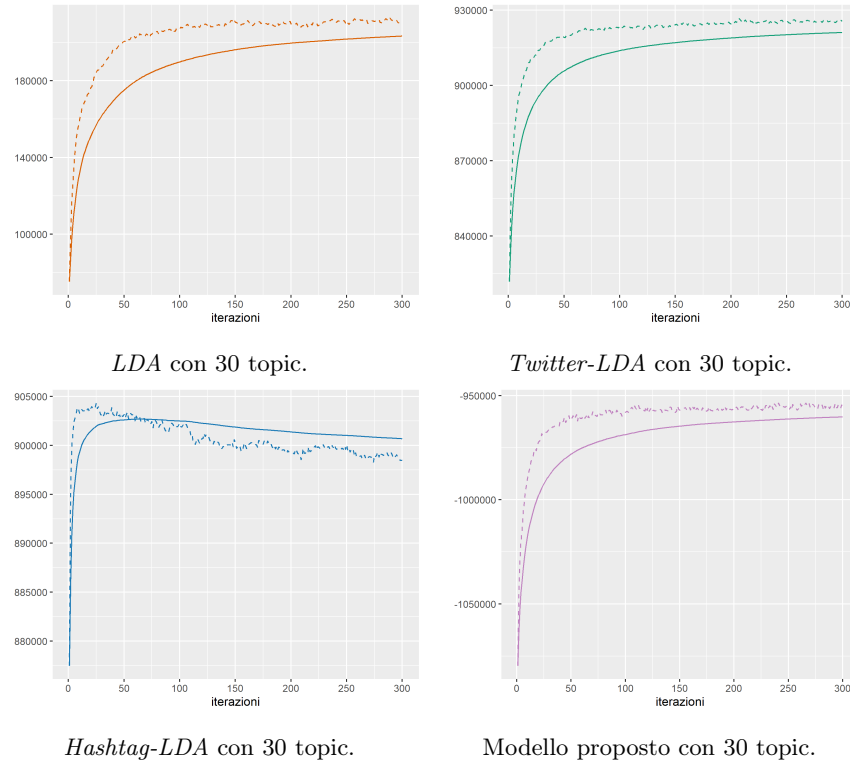 180000
140000
100000
0 50 100 150 200 250 300
iterazioni
LDA con 30 topic.
930000
900000
870000
840000
0 50 100 150 200 250 300
iterazioni
Twitter-LDA con 30 topic.
905000
900000
895000
890000
885000
880000
0 50 100 150 200 250 300
iterazioni
Hashtag-LDA con 30 topic.
-950000
-1000000
-1050000
0 50 100 150 200 250 300
iterazioni
Modello proposto con 30 topic.